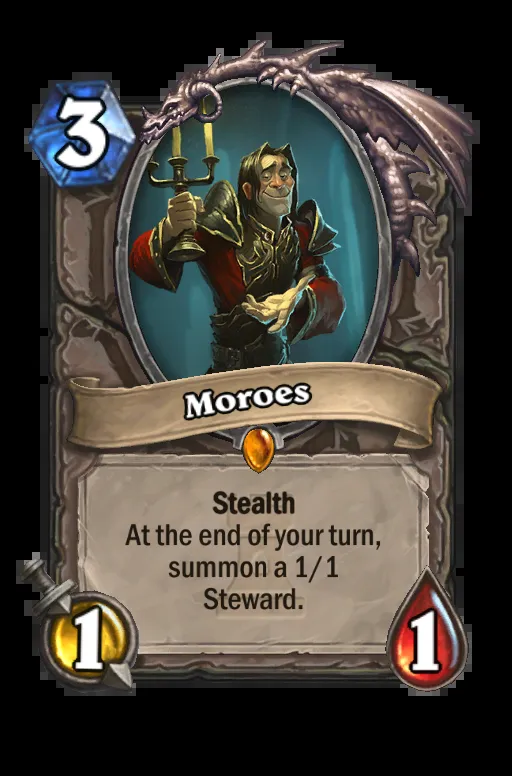 3
Moroes
Stealth
At the end of your turn,
summon a 1/1
Steward.
1
1